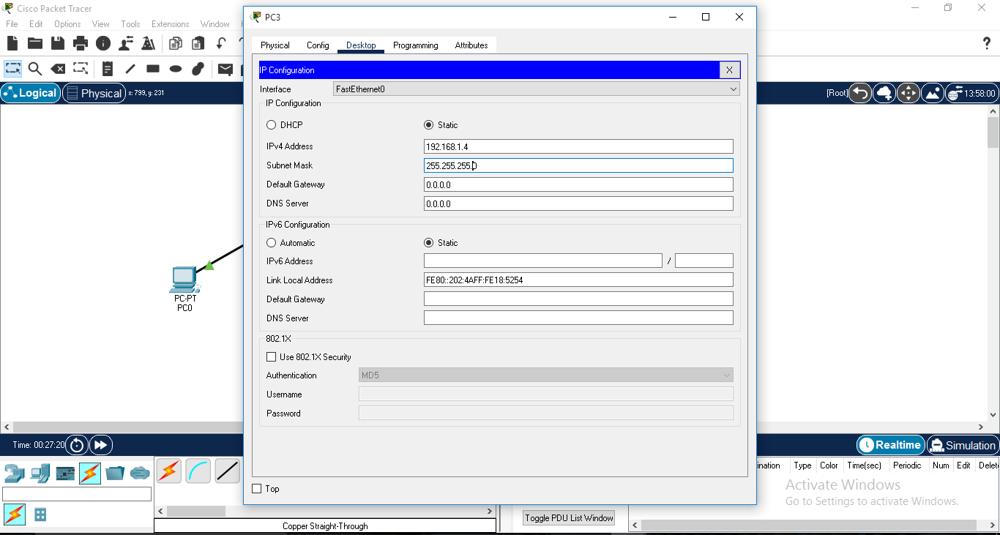 Cisco Packet Tracer
File Edit Options View Tools Extensions Window
Logical Physical x: 799, y: 231
[Root] 13:58:00
PC-PT
PC0
PC3
Physical Config Desktop Programming Attributes
IP Configuration X
Interface FastEthernet0
IP Configuration
DHCP Static
IPv4 Address 192.168.1.4
Subnet Mask 255.255.255.0
Default Gateway 0.0.0.0
DNS Server 0.0.0.0
IPv6 Configuration
Automatic Static
IPv6 Address /
Link Local Address FE80::202:4AFF:FE18:5254
Default Gateway
DNS Server
802.1X
Use 802.1X Security
Authentication MD5
Username
Password
Top
Time: 00:27:20
Realtime Simulation
ination Type Color Time(sec) Periodic Num Edit Delet
Activate Windows
Go to Settings to activate Windows.
Toggle PDU List Window
Copper Straight-Through